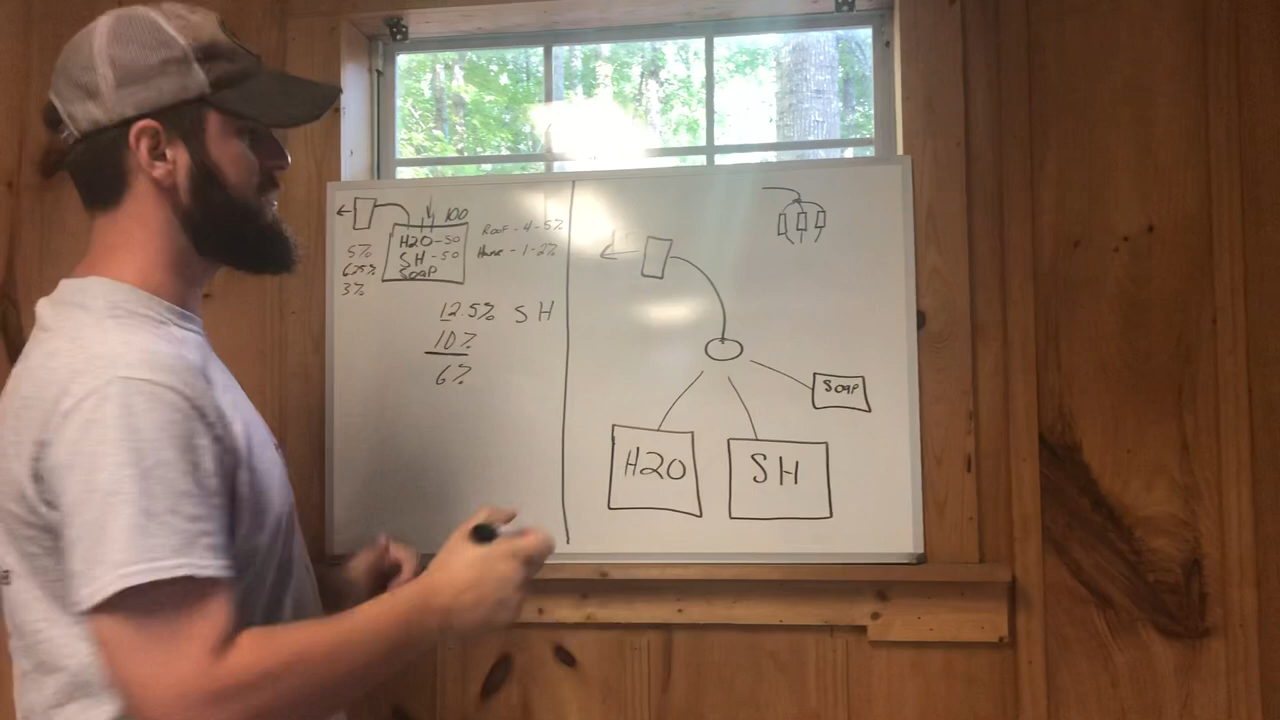 100
H2O-50
SH-50
SOAP
5%
6.25%
3%
Roof-4-5%
House-1-2%
12.5% SH
10%
6%
SOAP
H2O
SH